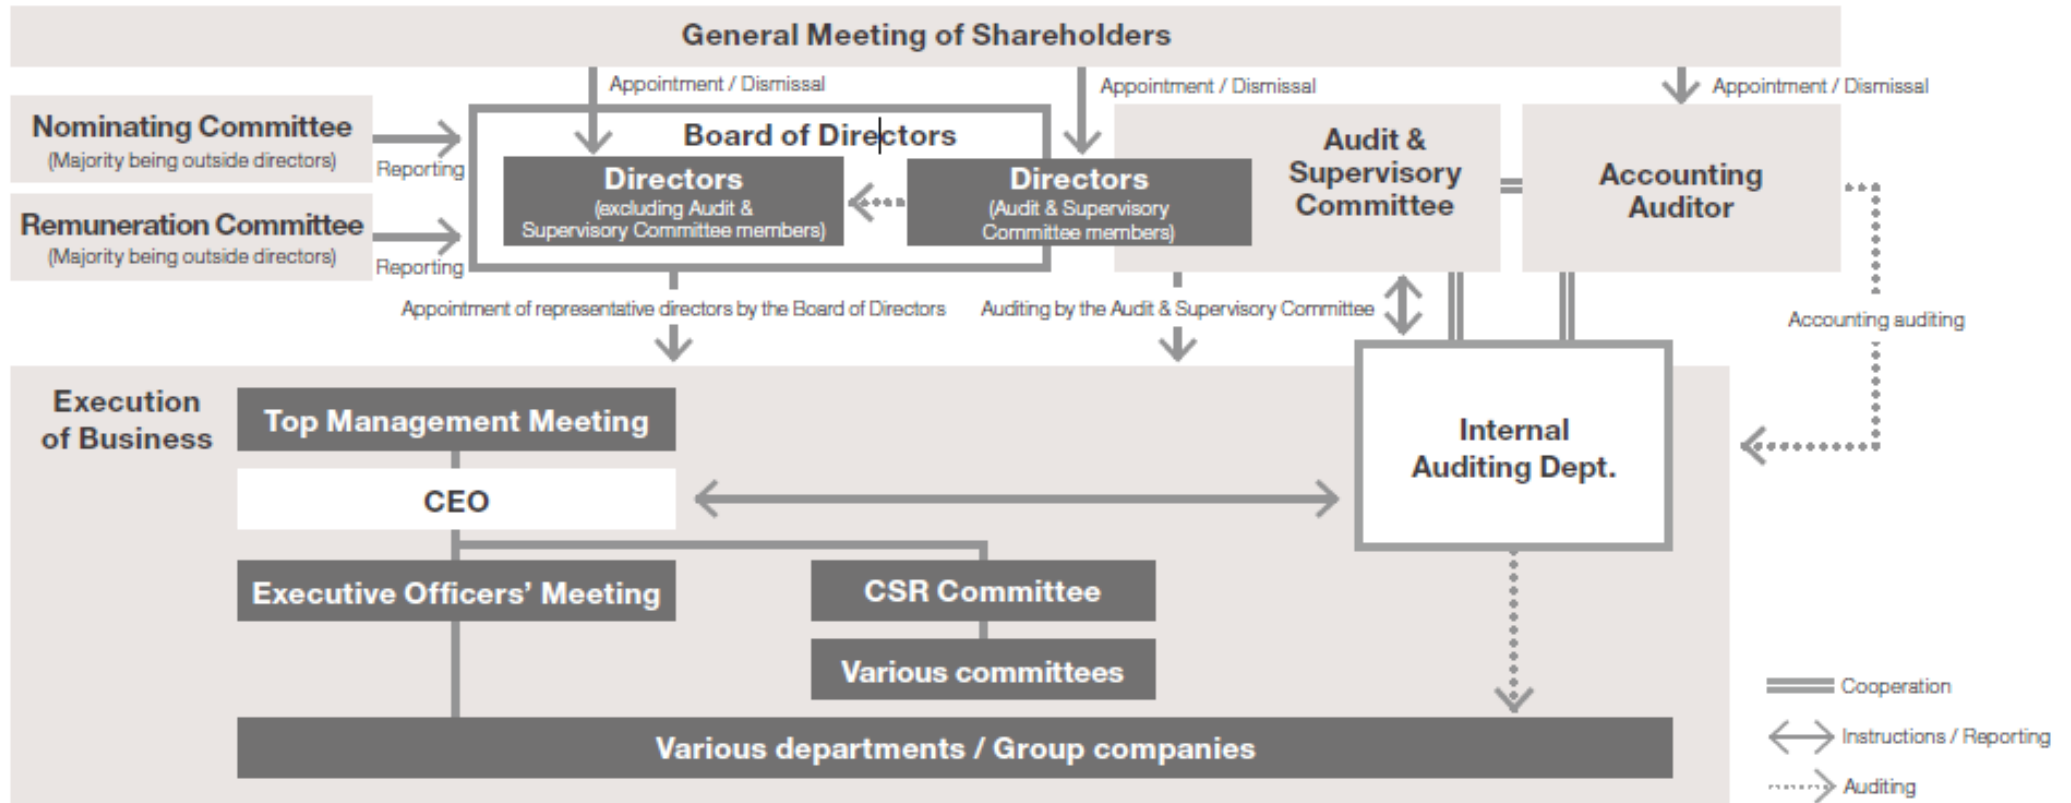 General Meeting of Shareholders
Appointment / Dismissal
Appointment / Dismissal
Appointment / Dismissal
Nominating Committee
(Majority being outside directors)
Reporting
Remuneration Committee
(Majority being outside directors)
Reporting
Board of Directors
Directors
(excluding Audit &
Supervisory Committee members)
Directors
(Audit & Supervisory
Committee members)
Audit &
Supervisory
Committee
Accounting
Auditor
Appointment of representative directors by the Board of Directors
Auditing by the Audit & Supervisory Committee
Accounting auditing
Execution
of Business
Top Management Meeting
CEO
Internal
Auditing Dept.
Executive Officers’ Meeting
CSR Committee
Various committees
Various departments / Group companies
Cooperation
Instructions / Reporting
Auditing